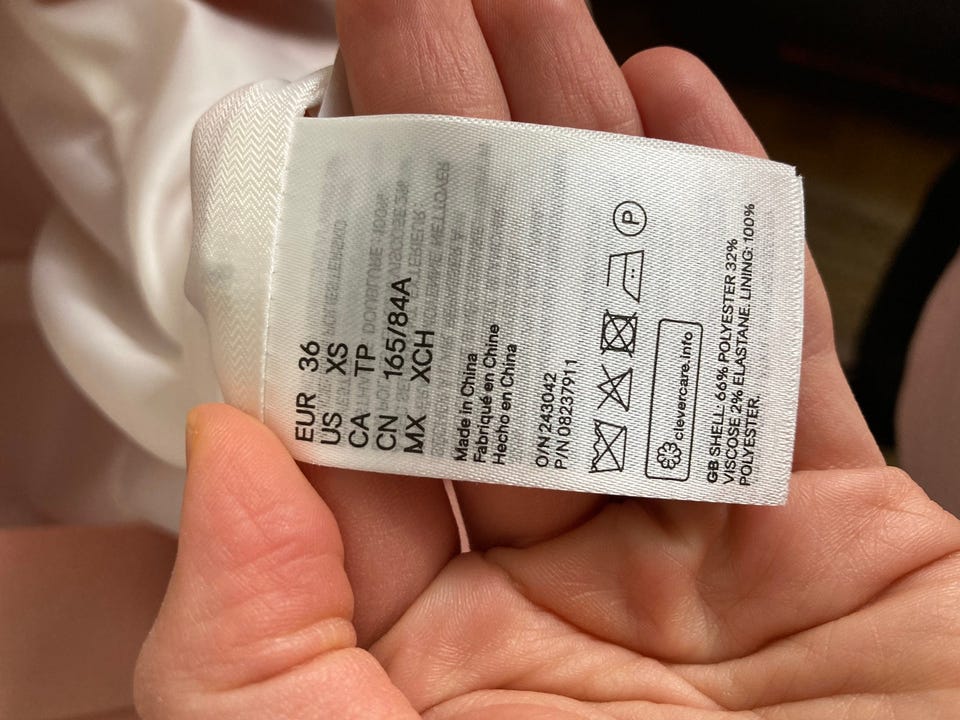 EUR 36
US XS
CA TP
CN 165/84A
MX XCH
Made in China
Fabriqué en Chine
Hecho en China
O/N 243042
P/N 08237911
P
clevercare.info
GB SHELL: 66% POLYESTER 32%
VISCOSE 2% ELASTANE. LINING: 100%
POLYESTER.